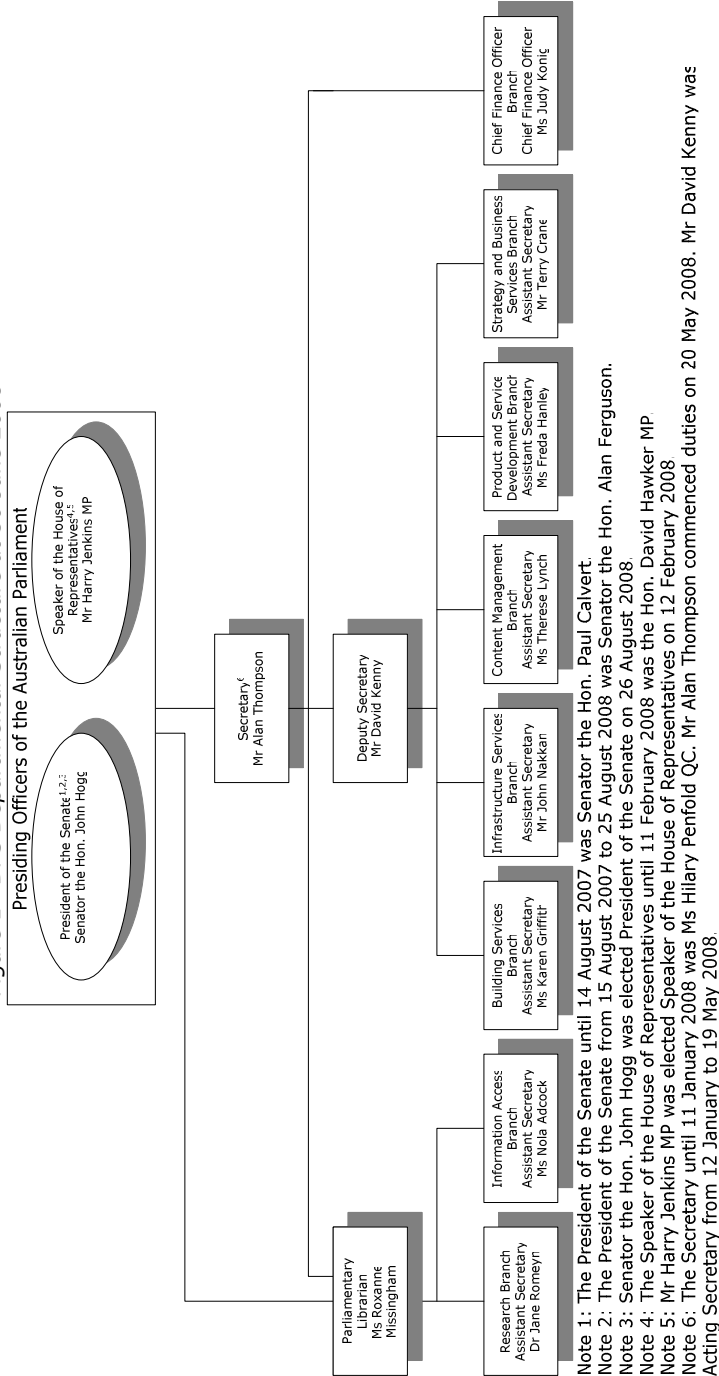 Presiding Officers of the Australian Parliament
President of the Senate1,2,3
Senator the Hon. John Hogg
Speaker of the House of
Representatives4,5
Mr Harry Jenkins MP
Secretary6
Mr Alan Thompson
Parliamentary
Librarian
Ms Roxanne
Missingham
Deputy Secretary
Mr David Kenny
Research Branch
Assistant Secretary
Dr Jane Romeyn
Information Access
Branch
Assistant Secretary
Ms Nola Adcock
Building Services
Branch
Assistant Secretary
Ms Karen Griffith
Infrastructure Services
Branch
Assistant Secretary
Mr John Nakkan
Content Management
Branch
Assistant Secretary
Ms Therese Lynch
Product and Service
Development Branch
Assistant Secretary
Ms Freda Hanley
Strategy and Business
Services Branch
Assistant Secretary
Mr Terry Crane
Chief Finance Officer
Branch
Chief Finance Officer
Ms Judy Konig
Note 1: The President of the Senate until 14 August 2007 was Senator the Hon. Paul Calvert.
Note 2: The President of the Senate from 15 August 2007 to 25 August 2008 was Senator the Hon. Alan Ferguson.
Note 3: Senator the Hon. John Hogg was elected President of the Senate on 26 August 2008.
Note 4: The Speaker of the House of Representatives until 11 February 2008 was the Hon. David Hawker MP.
Note 5: Mr Harry Jenkins MP was elected Speaker of the House of Representatives on 12 February 2008.
Note 6: The Secretary until 11 January 2008 was Ms Hilary Penfold QC. Mr Alan Thompson commenced duties on 20 May 2008. Mr David Kenny was
Acting Secretary from 12 January to 19 May 2008.